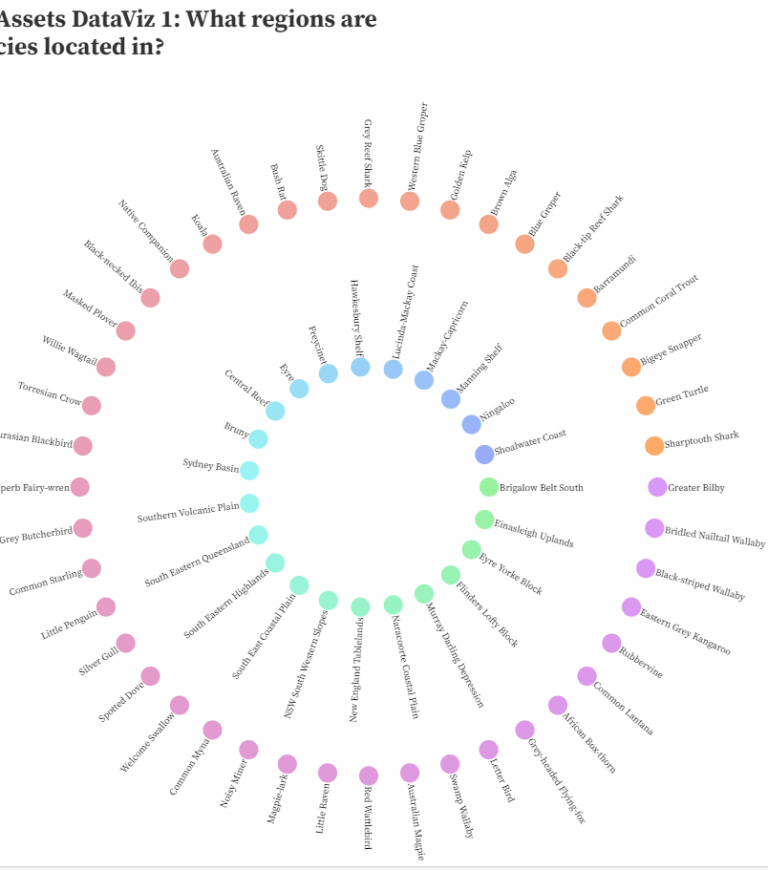 Assets DataViz 1: What regions are
cies located in?
Grey Reef Shark
Western Blue Groper
Golden Kelp
Brown Alga
Blue Groper
Black-tip Reef Shark
Barramundi
Common Coral Trout
Bigeye Snapper
Green Turtle
Sharptooth Shark
Greater Bilby
Bridled Nailtail Wallaby
Black-striped Wallaby
Eastern Grey Kangaroo
Rubbervine
Common Lantana
African Box-thorn
Grey-headed Flying-fox
Letter Bird
Swamp Wallaby
Australian Magpie
Red Wattlebird
Little Raven
Magpie-lark
Noisy Miner
Common Myna
Welcome Swallow
Spotted Dove
Silver Gull
Little Penguin
Common Starling
Grey Butcherbird
perb Fairy-wren
urasian Blackbird
Torresian Crow
Willie Wagtail
Masked Plover
Black-necked Ibis
Native Companion
Koala
Australian Raven
Bush Rat
Skittle Dog
Hawkesbury Shelf
Lucinda-Mackay Coast
Mackay-Capricorn
Manning Shelf
Ningaloo
Shoalwater Coast
Brigalow Belt South
Einasleigh Uplands
Eyre Yorke Block
Flinders Lofty Block
Murray Darling Depression
Naracoorte Coastal Plain
New England Tablelands
NSW South Western Slopes
South East Coastal Plain
South Eastern Highlands
South Eastern Queensland
Southern Volcanic Plain
Sydney Basin
Bruny
Central Reef
Eyre
Freycinet